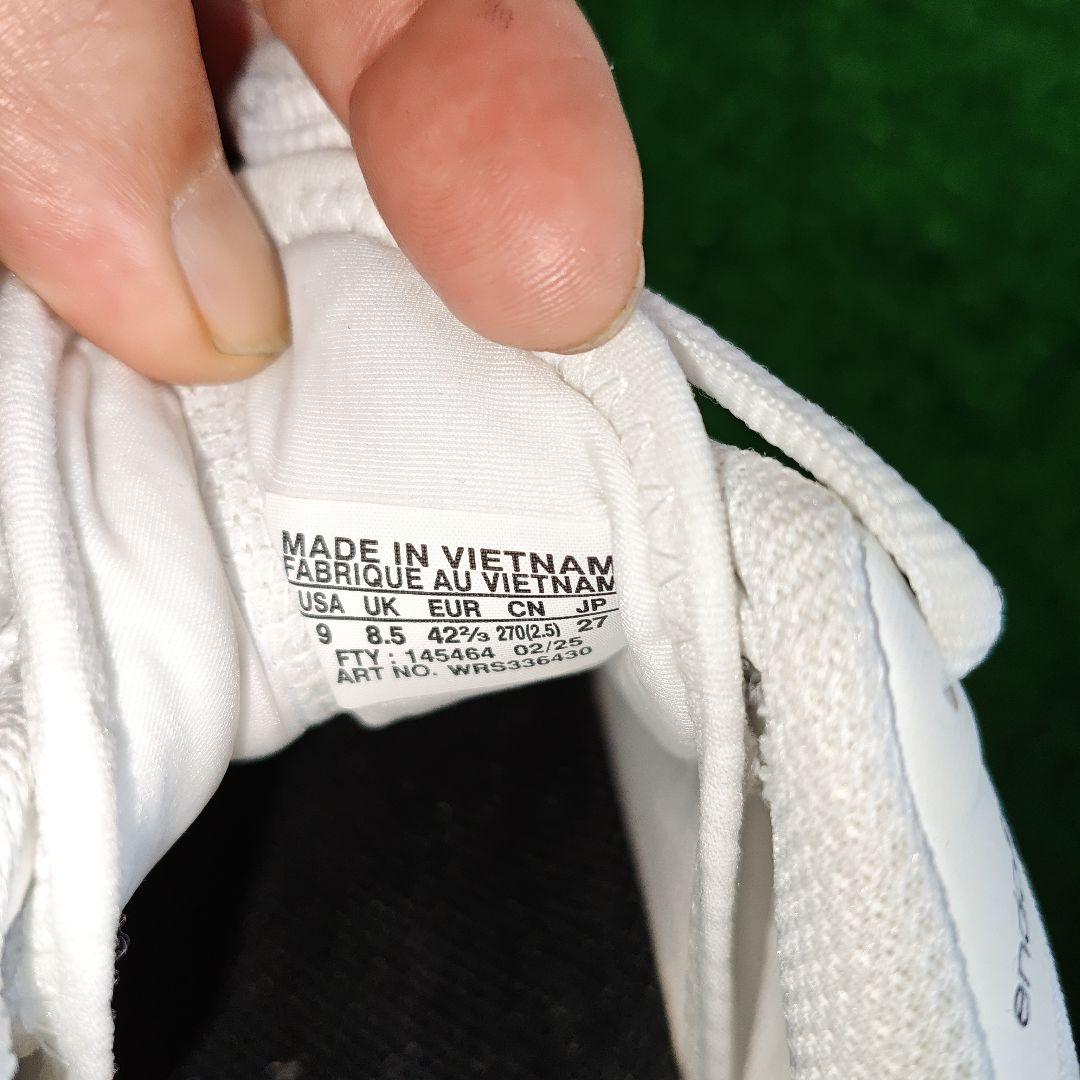 MADE IN VIETNAM
FABRIQUE AU VIETNAM
USA UK EUR CN JP
9 8.5 42⅔ 270(2.5) 27
FTY : 145464 02/25
ART NO. WRS336430